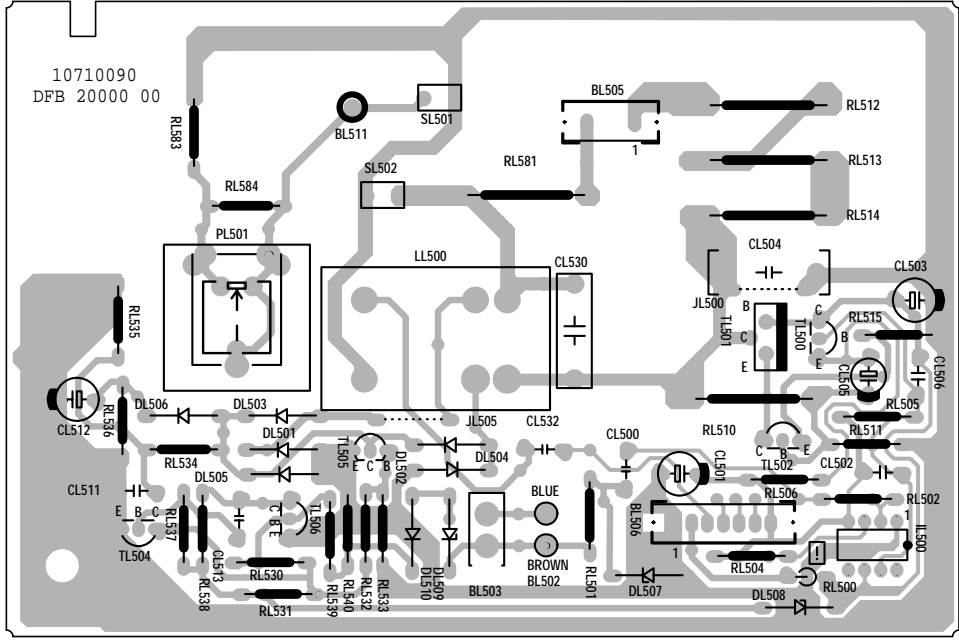 10710090
DFB 20000 00
RL583
BL511
SL501
BL505
1
RL512
RL584
SL502
RL581
RL513
RL514
PL501
LL500
CL530
CL504
CL503
JL500
RL535
B
C
E
TL501
TL500
C
B
E
RL515
CL506
CL505
CL512
RL536
DL506
DL503
JL505
CL532
RL510
RL505
RL511
DL501
TL505
E
C
B
DL502
DL504
CL500
C
B
E
TL502
CL502
RL534
DL505
CL501
RL506
RL502
CL511
E
B
C
TL504
RL537
RL538
CL513
C
B
E
TL506
BLUE
BROWN
BL502
BL506
1
1
IL500
!
RL530
RL531
RL539
RL540
RL532
RL533
DL510
DL509
BL503
RL501
DL507
RL504
RL500
DL508